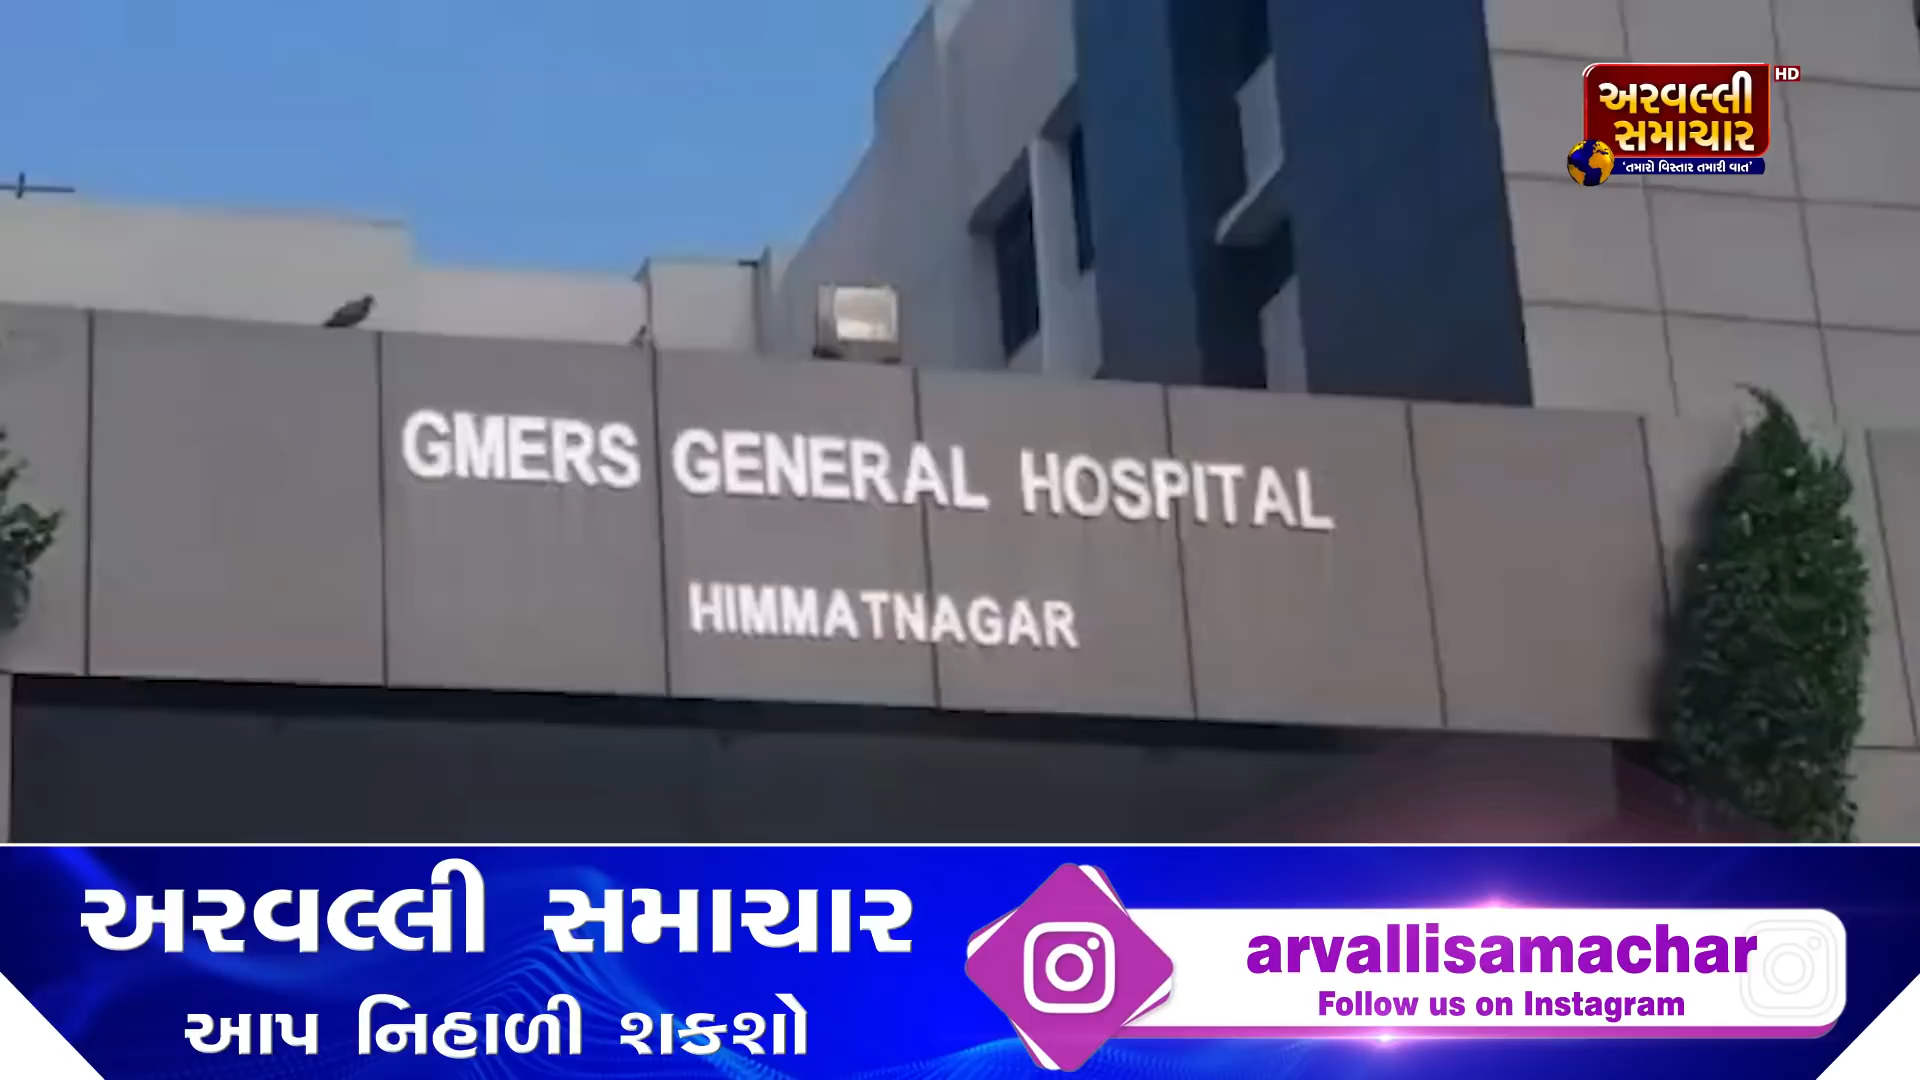 અરવલ્લી
HD
સમાચાર
'તમારો વિસ્તાર તમારી વાત'
GMERS GENERAL HOSPITAL
HIMMATNAGAR
અરવલ્લી સમાચાર
આપ નિહાળી શકશો
arvallisamachar
Follow us on Instagram